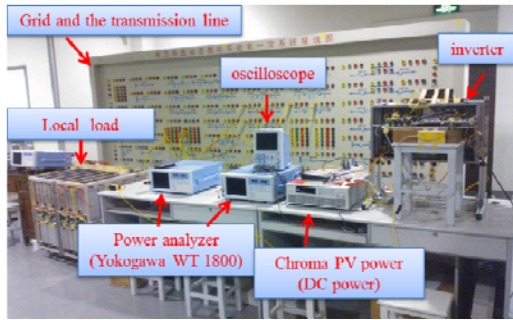 Grid and the transmission line
inverter
oscilloscope
Local load
Power analyzer
(Yokogawa WT 1800)
Chroma PV power
(DC power)